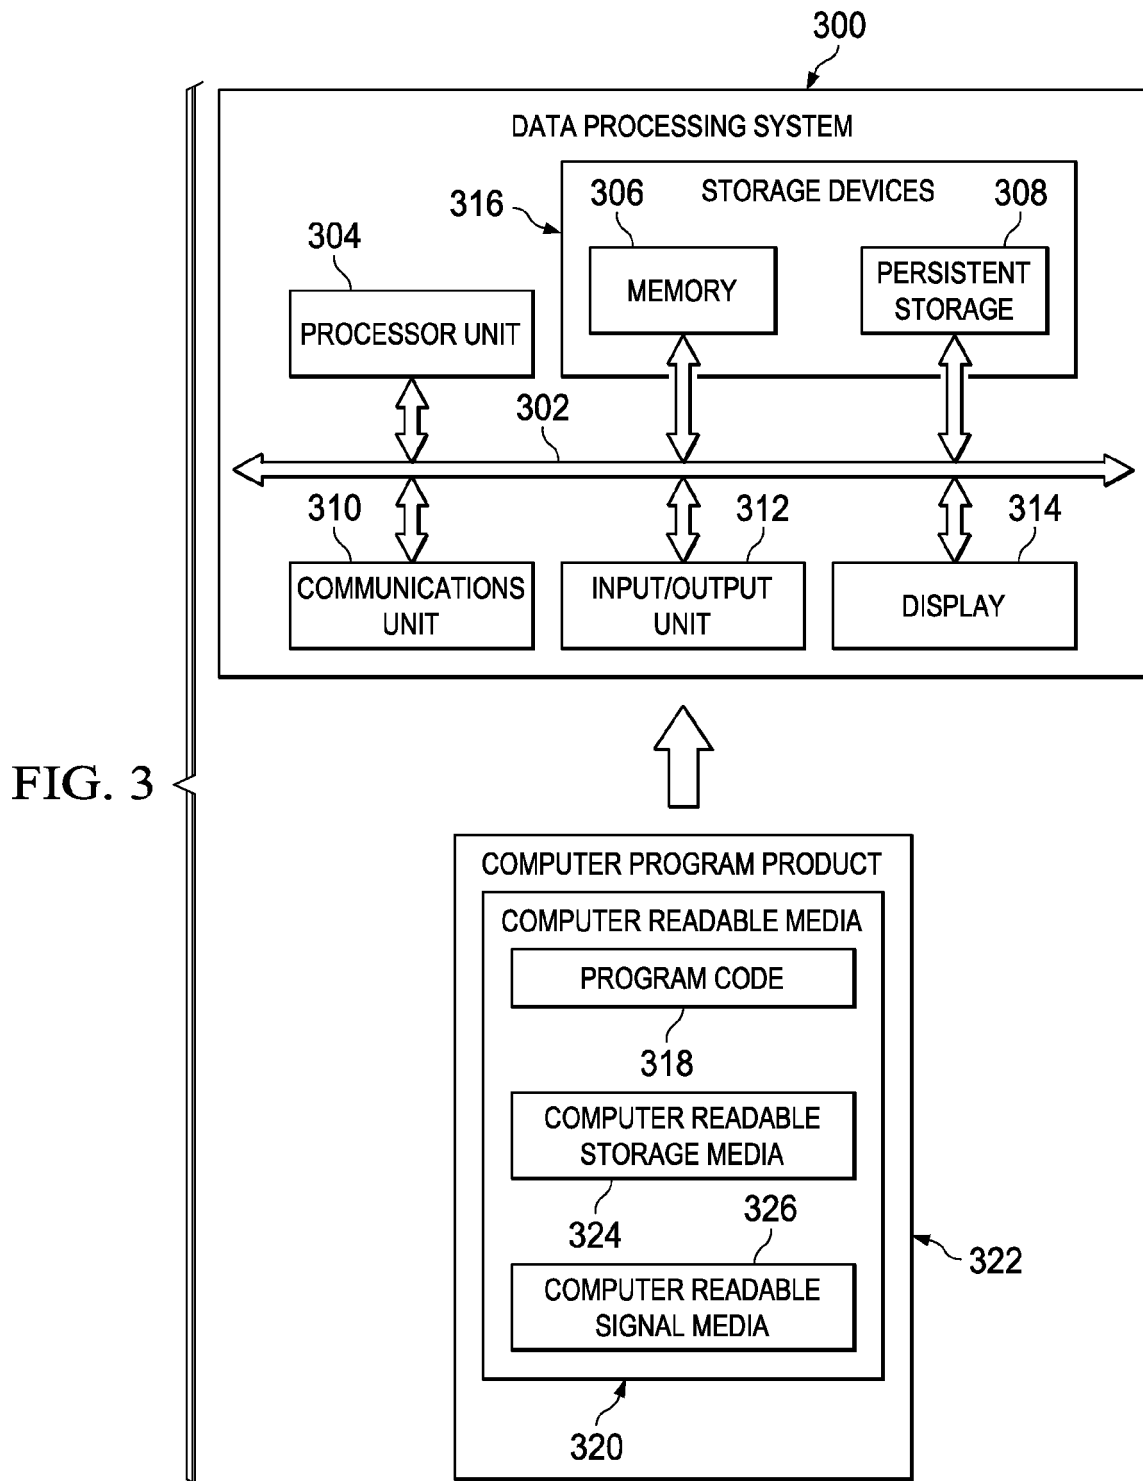 300
DATA PROCESSING SYSTEM
316
STORAGE DEVICES
306
308
304
MEMORY
PERSISTENT
STORAGE
PROCESSOR UNIT
302
310
312
314
COMMUNICATIONS
UNIT
INPUT/OUTPUT
UNIT
DISPLAY
FIG. 3
COMPUTER PROGRAM PRODUCT
COMPUTER READABLE MEDIA
PROGRAM CODE
318
COMPUTER READABLE
STORAGE MEDIA
324
326
322
COMPUTER READABLE
SIGNAL MEDIA
320